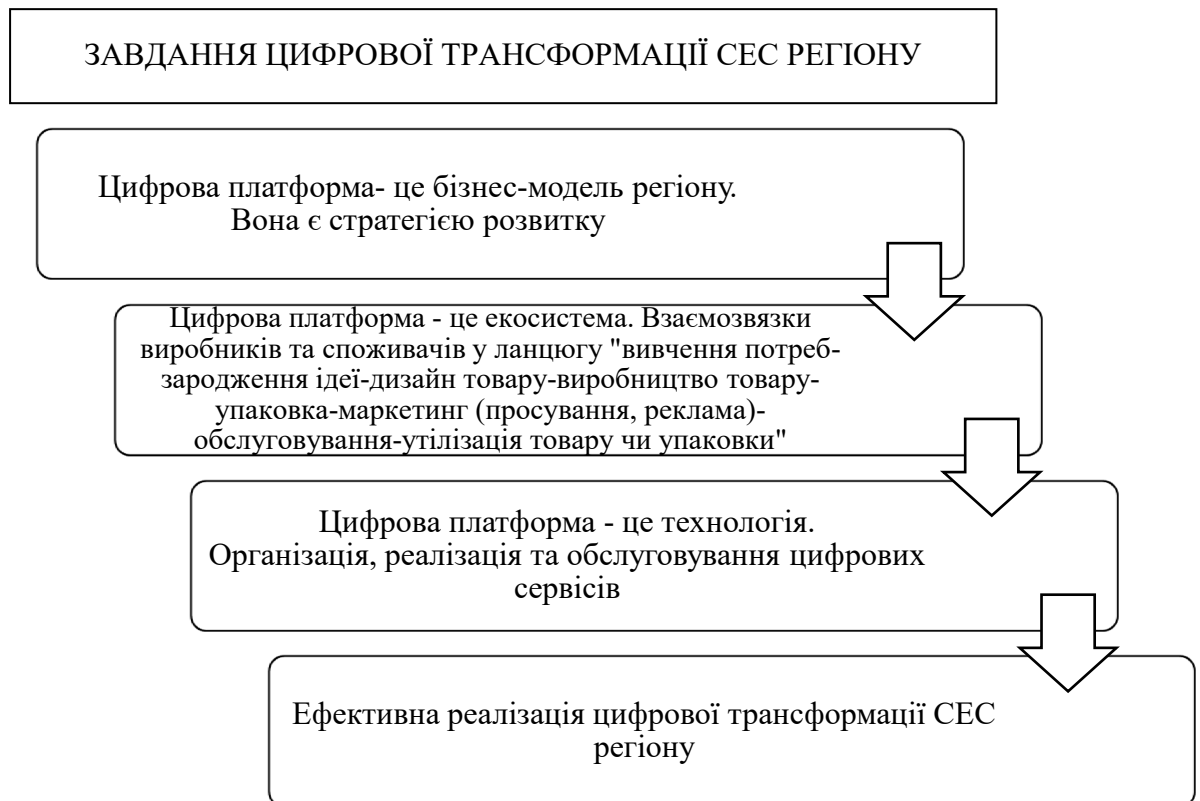 ЗАВДАННЯ ЦИФРОВОЇ ТРАНСФОРМАЦІЇ СЕС РЕГІОНУ
Цифрова платформа- це бізнес-модель регіону.
Вона є стратегією розвитку
Цифрова платформа - це екосистема. Взаємозвязки
виробників та споживачів у ланцюгу "вивчення потреб-
зародження ідеї-дизайн товару-виробництво товару-
упаковка-маркетинг (просування, реклама)-
обслуговування-утілізація товару чи упаковки"
Цифрова платформа - це технологія.
Організація, реалізація та обслуговування цифрових
сервісів
Ефективна реалізація цифрової трансформації СЕС
регіону